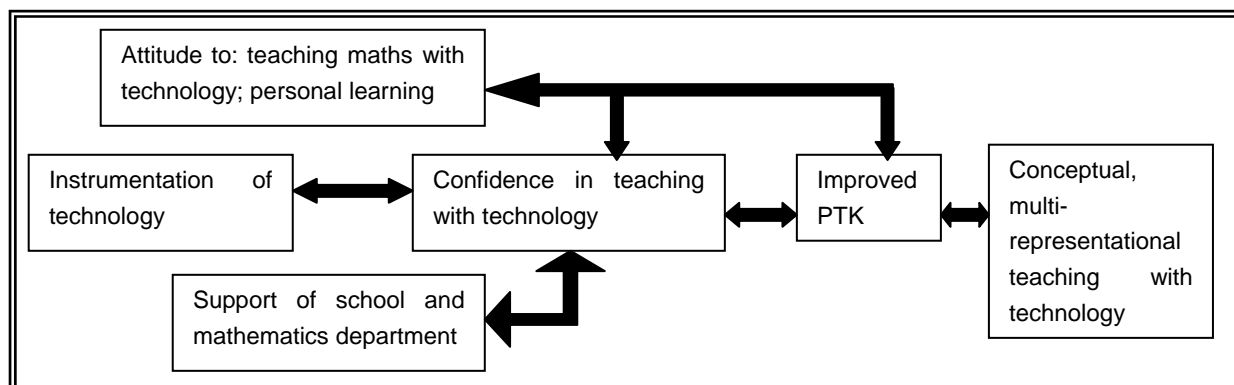 Attitude to: teaching maths with
technology; personal learning
Instrumentation of
technology
Confidence in teaching
with technology
Improved
PTK
Conceptual,
multi-
representational
teaching with
technology
Support of school and
mathematics department